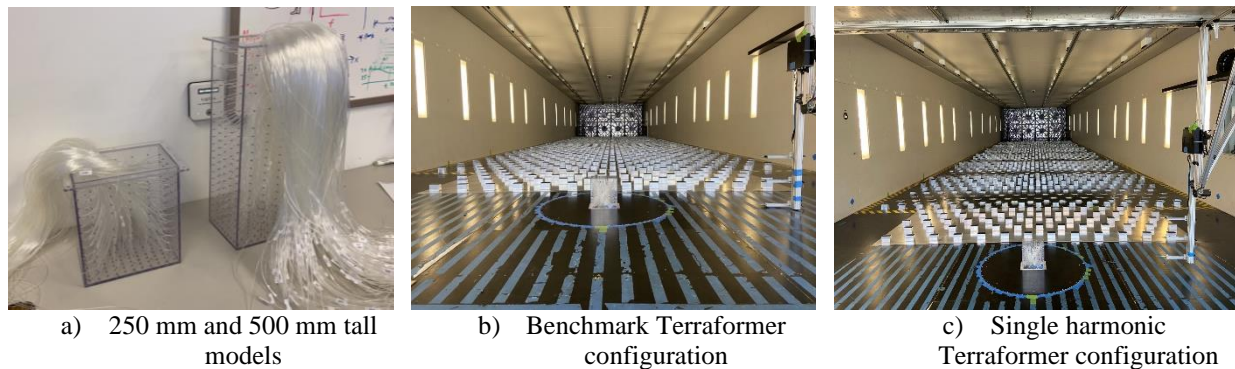 a) 250 mm and 500 mm tall
models
b) Benchmark Terraformer
configuration
c) Single harmonic
Terraformer configuration